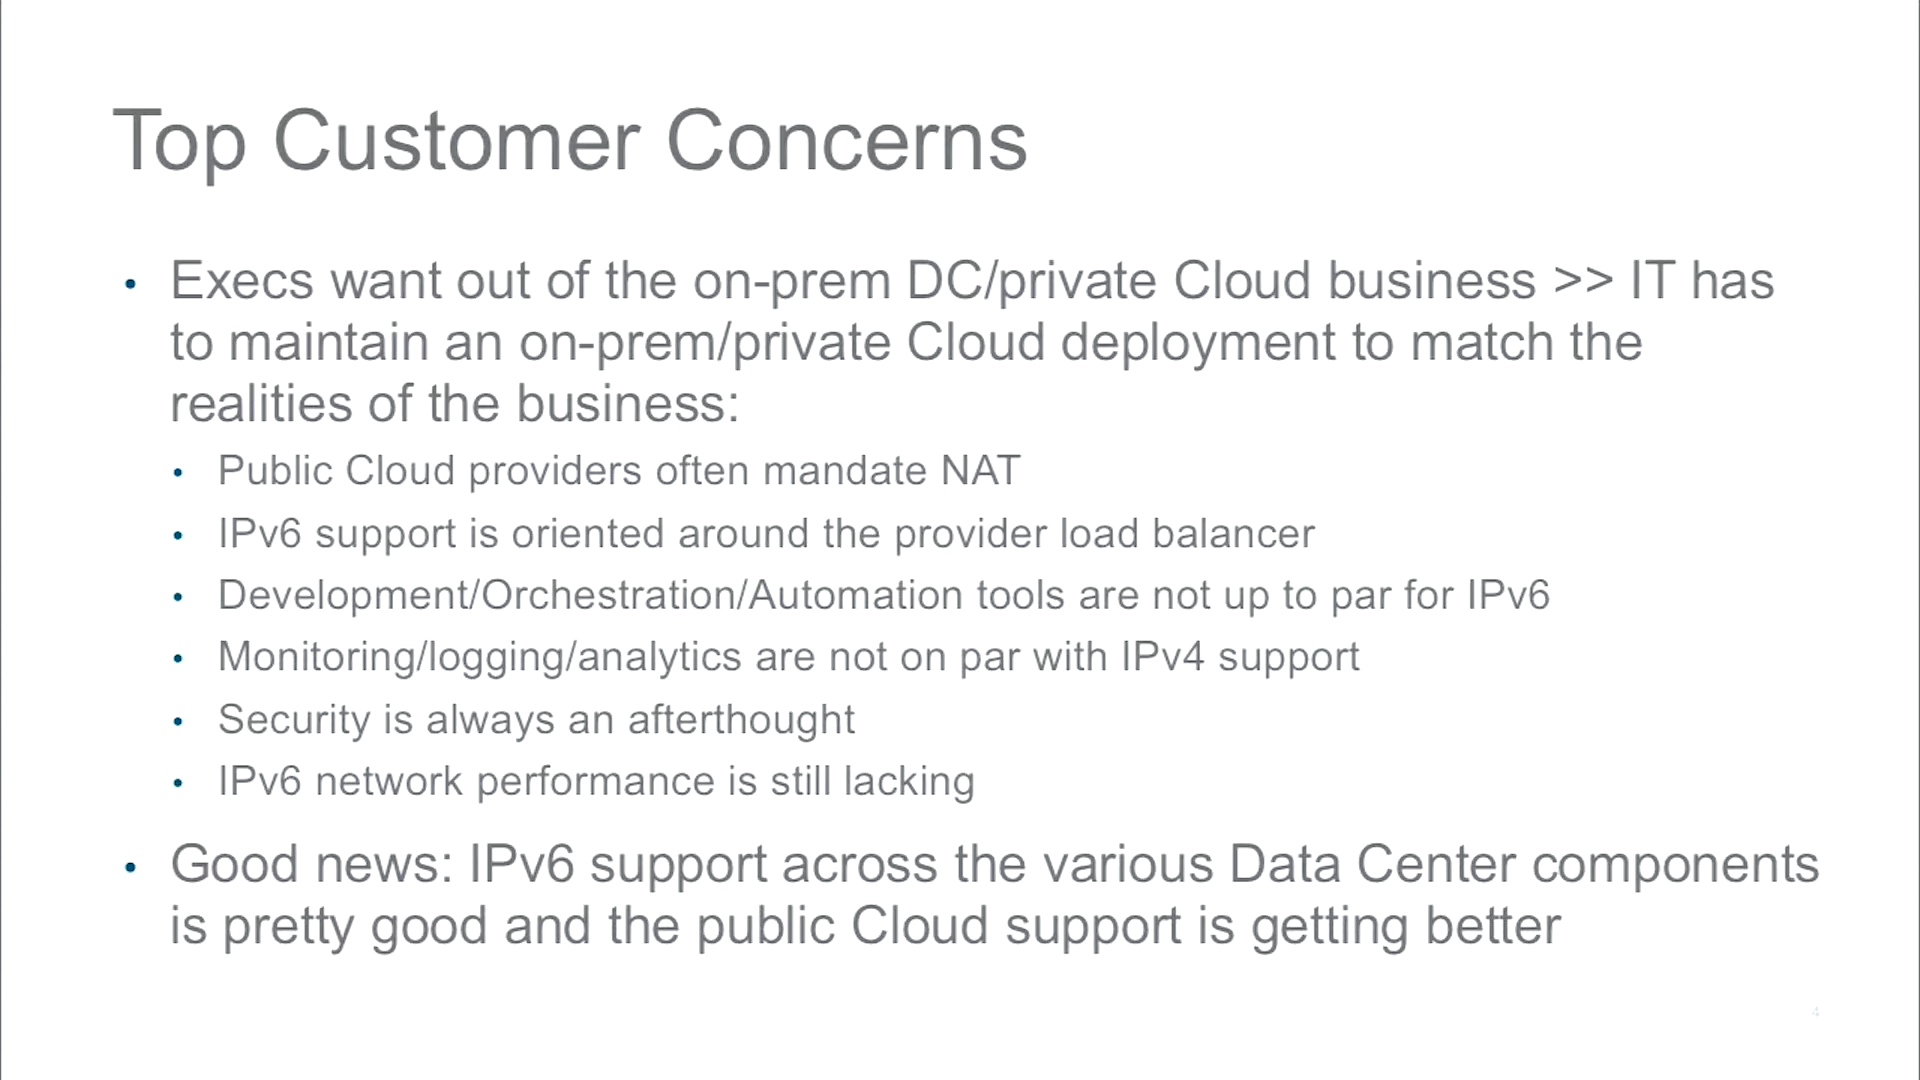 Top Customer Concerns
• Execs want out of the on-prem DC/private Cloud business >> IT has
to maintain an on-prem/private Cloud deployment to match the
realities of the business:
• Public Cloud providers often mandate NAT
• IPv6 support is oriented around the provider load balancer
• Development/Orchestration/Automation tools are not up to par for IPv6
• Monitoring/logging/analytics are not on par with IPv4 support
• Security is always an afterthought
• IPv6 network performance is still lacking
• Good news: IPv6 support across the various Data Center components
is pretty good and the public Cloud support is getting better
4